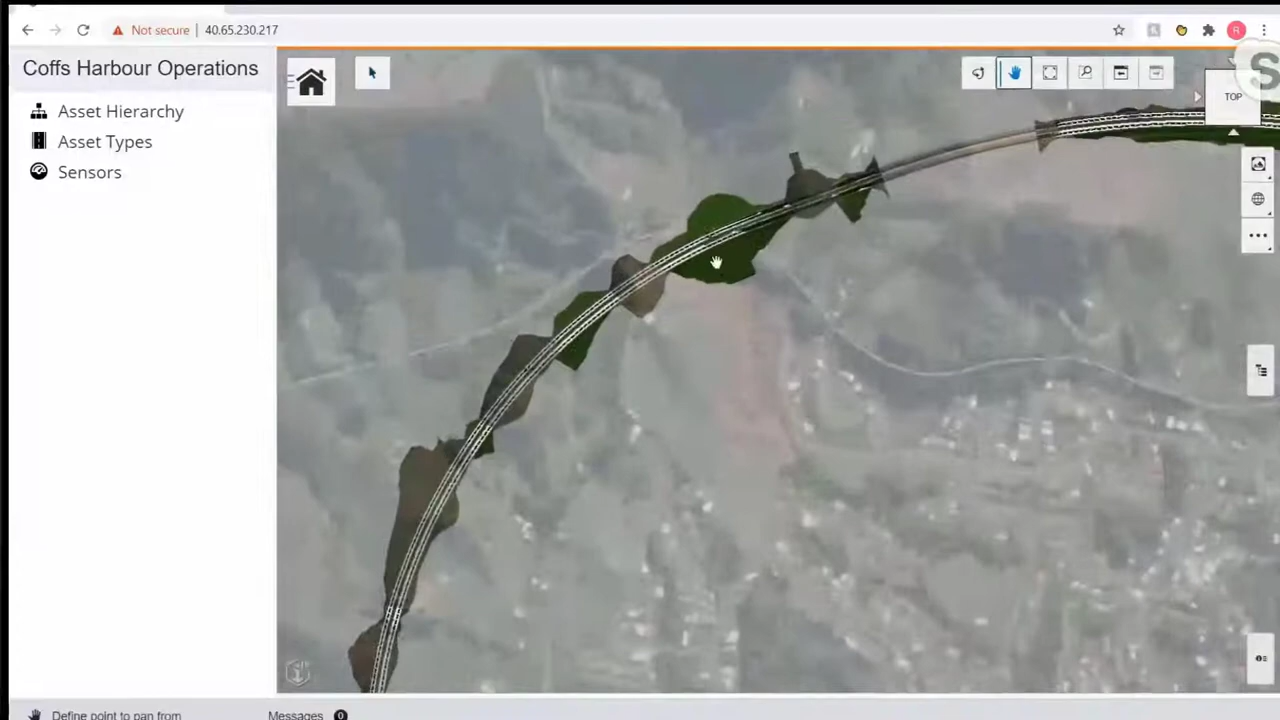 Not secure | 40.65.230.217
R
S
Coffs Harbour Operations
TOP
Asset Hierarchy
Asset Types
Sensors
Define point to pan from
Messages 0